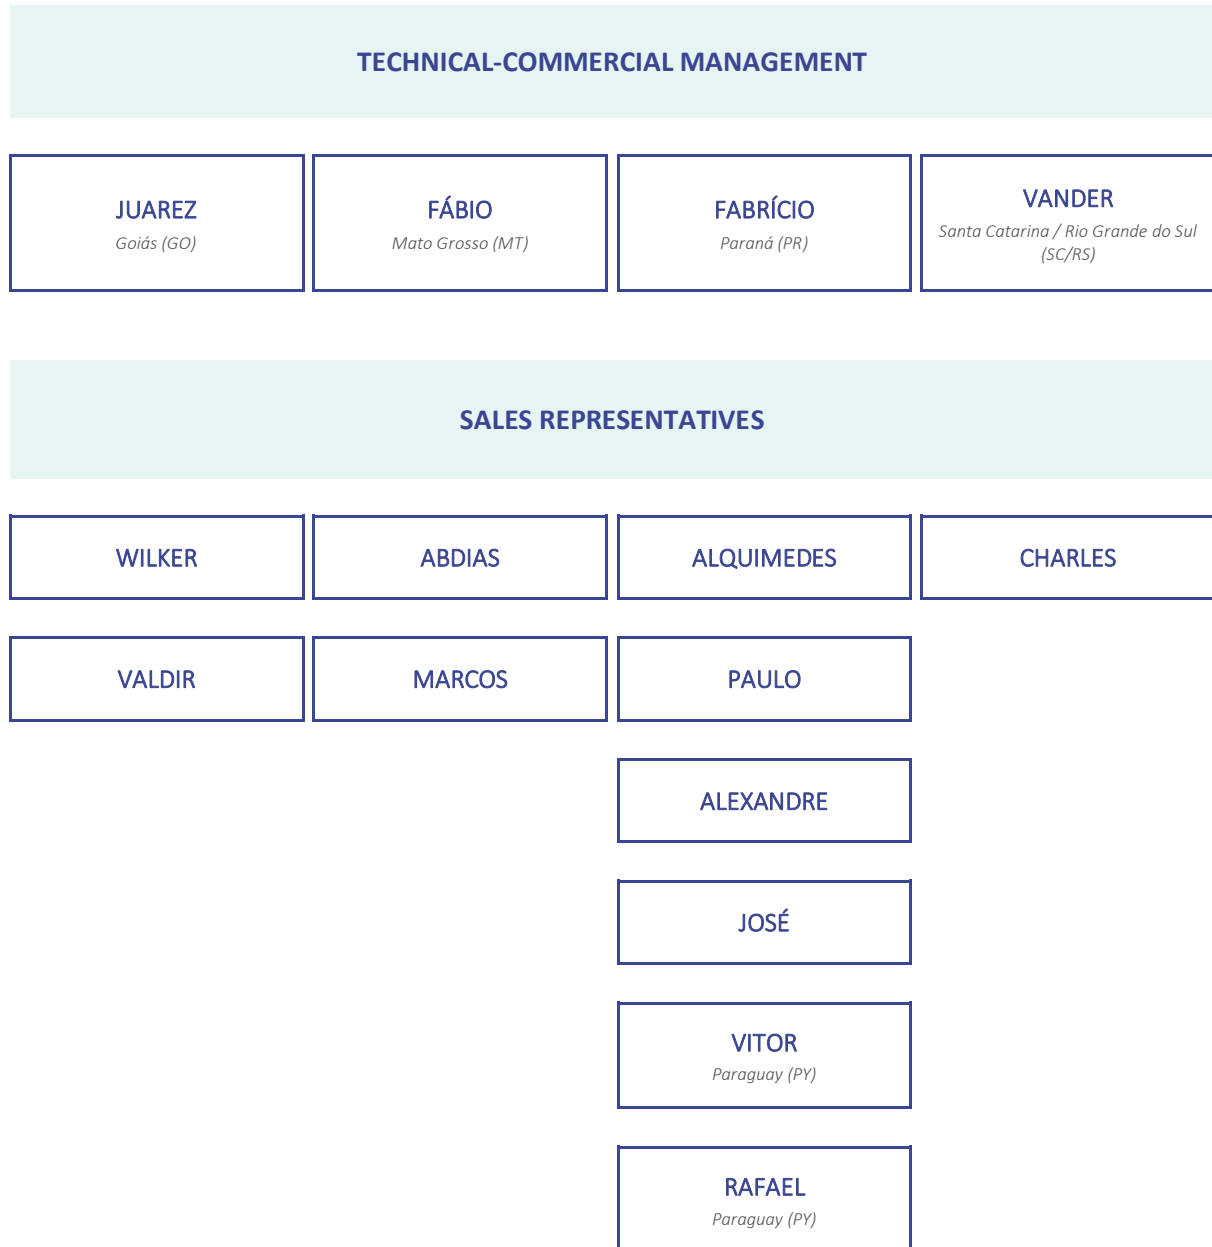 TECHNICAL-COMMERCIAL MANAGEMENT
JUAREZ
Goiás (GO)
FÁBIO
Mato Grosso (MT)
FABRÍCIO
Paraná (PR)
VANDER
Santa Catarina / Rio Grande do Sul
(SC/RS)
SALES REPRESENTATIVES
WILKER
ABDIAS
ALQUIMEDES
CHARLES
VALDIR
MARCOS
PAULO
ALEXANDRE
JOSÉ
VITOR
Paraguay (PY)
RAFAEL
Paraguay (PY)